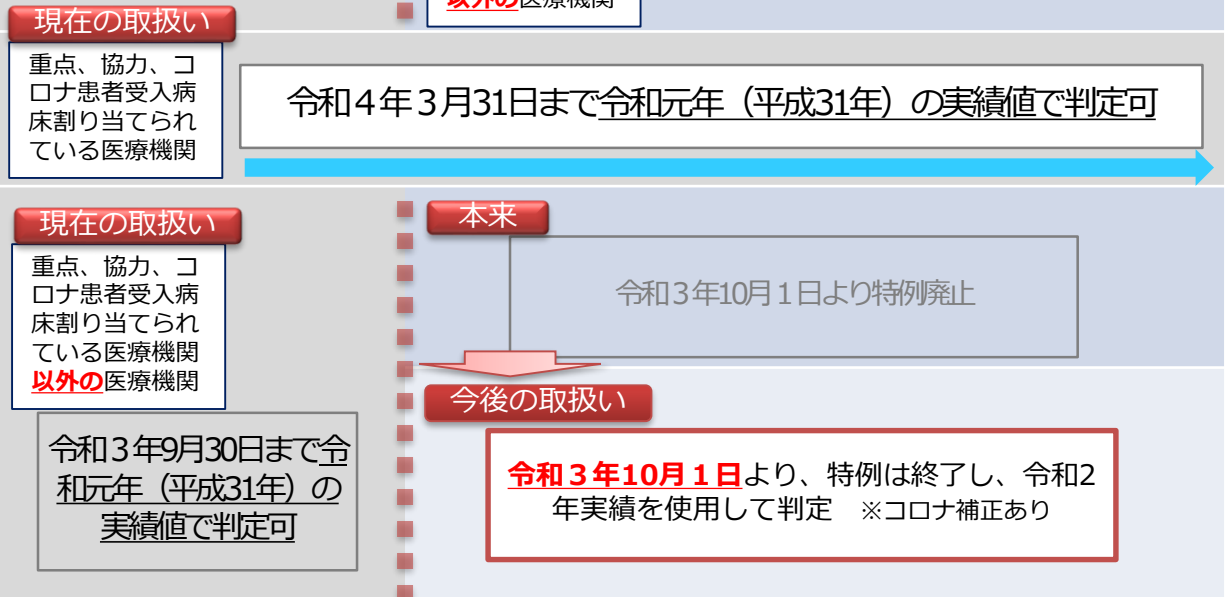 以外の医療機関
現在の取扱い
重点、協力、コ
ロナ患者受入病
床割り当てられ
ている医療機関
令和４年３月31日まで令和元年（平成31年）の実績値で判定可
現在の取扱い
重点、協力、コ
ロナ患者受入病
床割り当てられ
ている医療機関
以外の医療機関
令和３年9月30日まで令
和元年（平成31年）の
実績値で判定可
本来
令和３年10月１日より特例廃止
今後の取扱い
令和３年10月１日より、特例は終了し、令和2
年実績を使用して判定　※コロナ補正あり